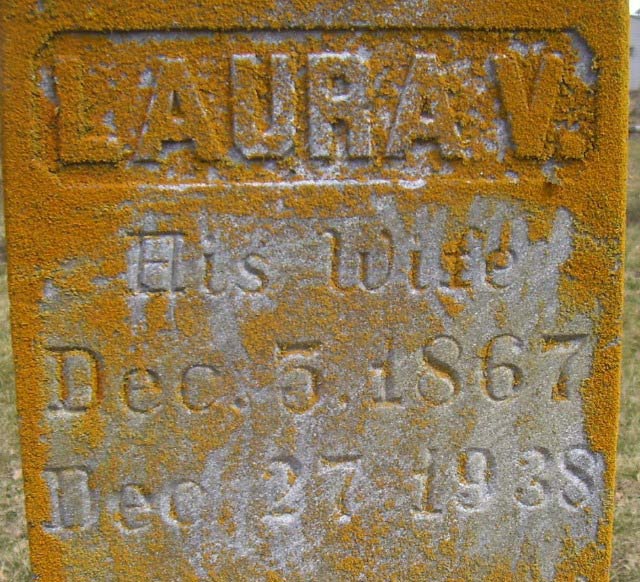 LAURA V.
His Wife
Dec. 5. 1867
Dec. 27 1938